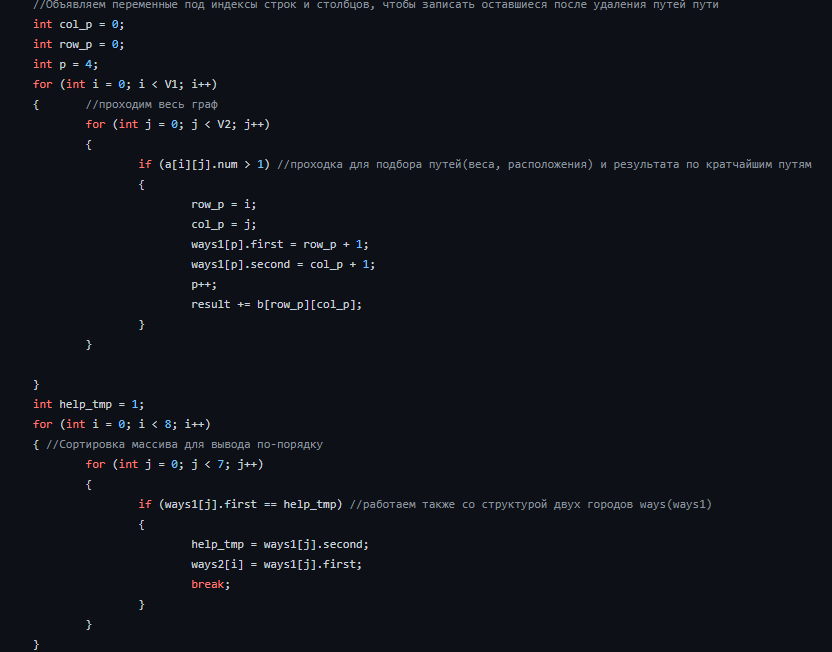 //Объявляем переменные под индексы строк и столбцов, чтобы записать оставшиеся после удаления путей пути
int col_p = 0;
int row_p = 0;
int p = 4;
for (int i = 0; i < V1; i++)
{ //проходим весь граф
for (int j = 0; j < V2; j++)
{
if (a[i][j].num > 1) //проходка для подбора путей(веса, расположения) и результата по кратчайшим путям
{
row_p = i;
col_p = j;
ways1[p].first = row_p + 1;
ways1[p].second = col_p + 1;
p++;
result += b[row_p][col_p];
}
}
}
int help_tmp = 1;
for (int i = 0; i < 8; i++)
{ //Сортировка массива для вывода по-порядку
for (int j = 0; j < 7; j++)
{
if (ways1[j].first == help_tmp) //работаем также со структурой двух городов ways(ways1)
{
help_tmp = ways1[j].second;
ways2[i] = ways1[j].first;
break;
}
}
}